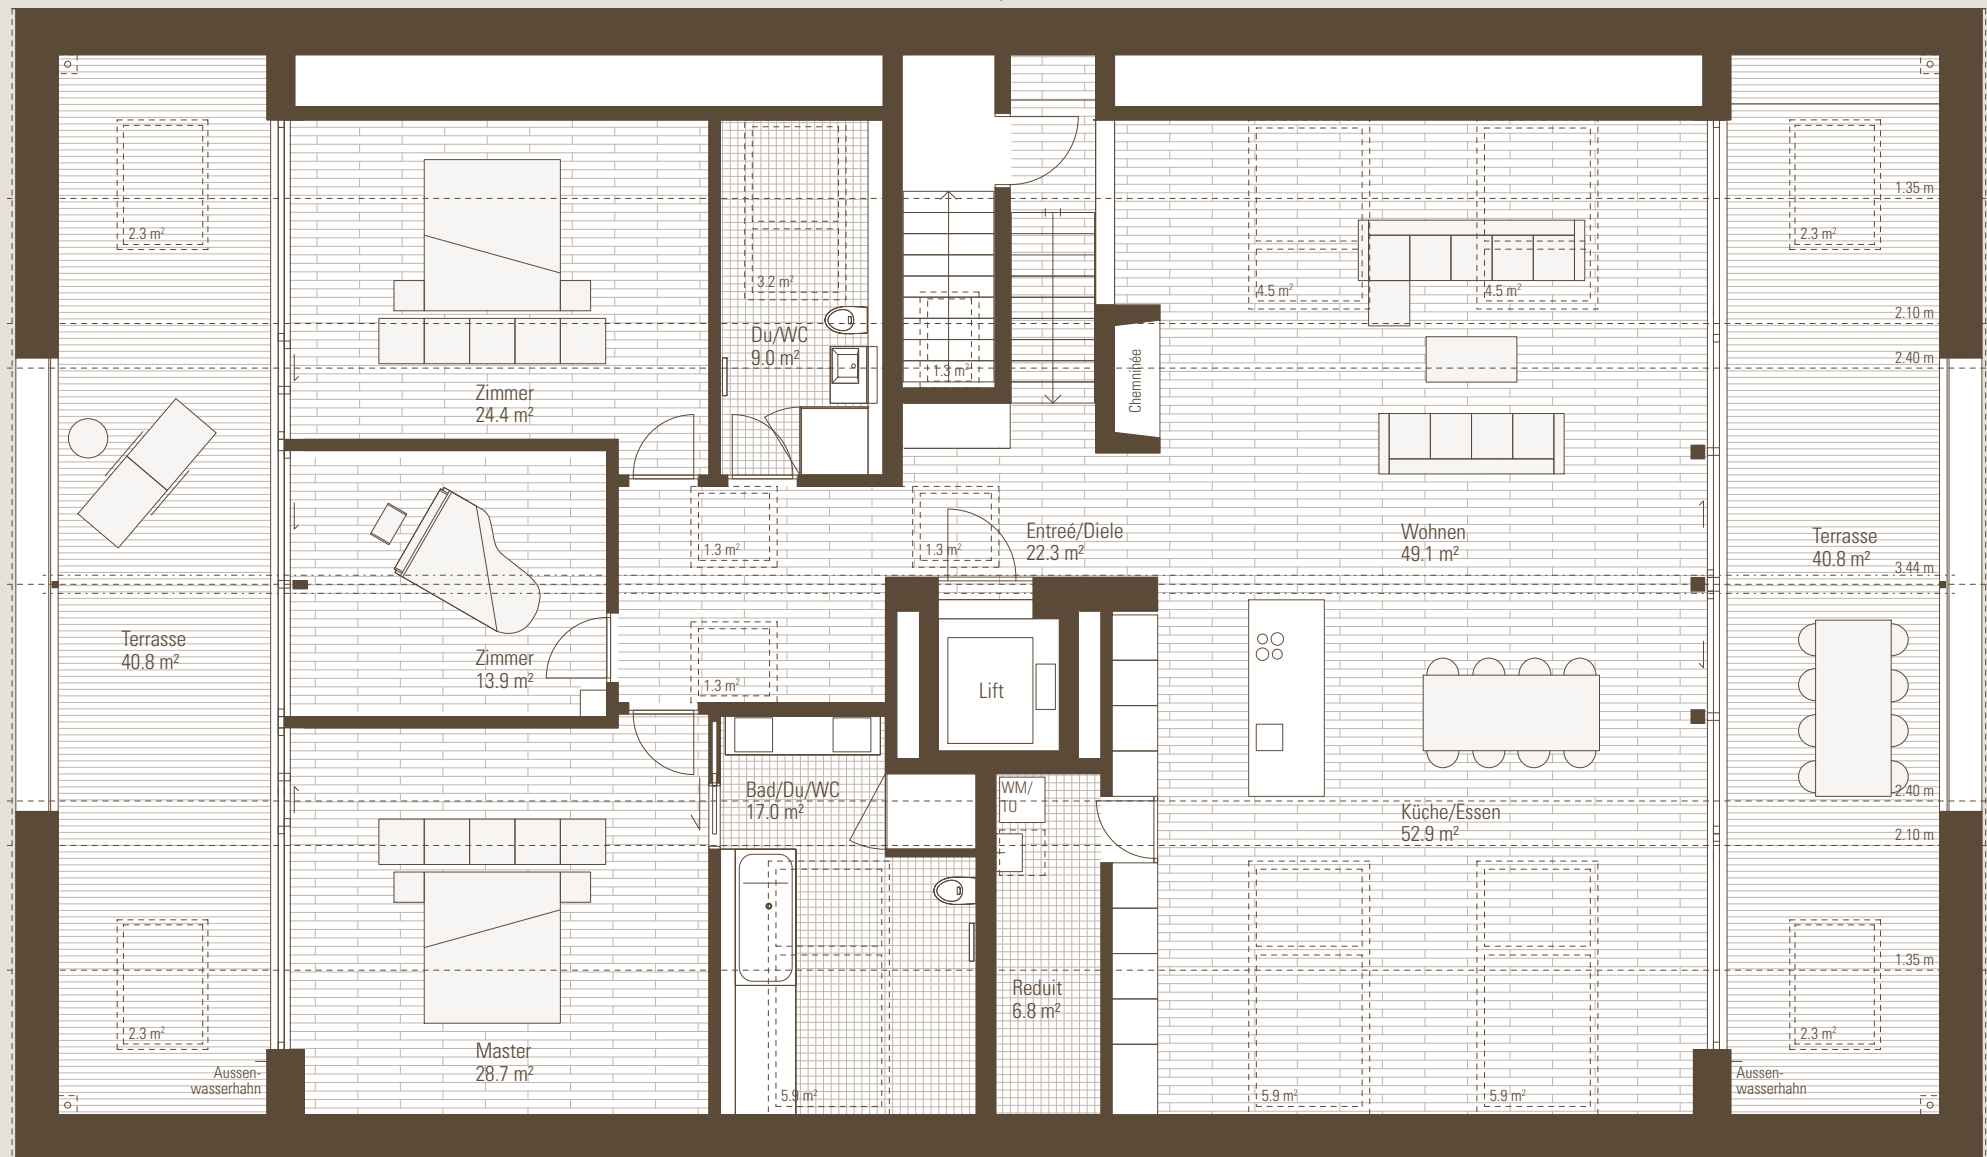 1.35 m
2.3 m²
2.3 m²
3.2 m²
4.5 m²
4.5 m²
2.10 m
Du/WC
9.0 m²
2.40 m
1.3 m²
Chemninée
Zimmer
24.4 m²
Entreé/Diele
22.3 m²
Wohnen
49.1 m²
Terrasse
40.8 m²
1.3 m²
1.3 m²
3.44 m
Terrasse
40.8 m²
Zimmer
13.9 m²
1.3 m²
Lift
Bad/Du/WC
17.0 m²
WM/
TU
2.40 m
Küche/Essen
52.9 m²
2.10 m
1.35 m
Reduit
6.8 m²
2.3 m²
2.3 m²
Master
28.7 m²
Aussen-
wasserhahn
Aussen-
wasserhahn
5.9 m²
5.9 m²
5.9 m²